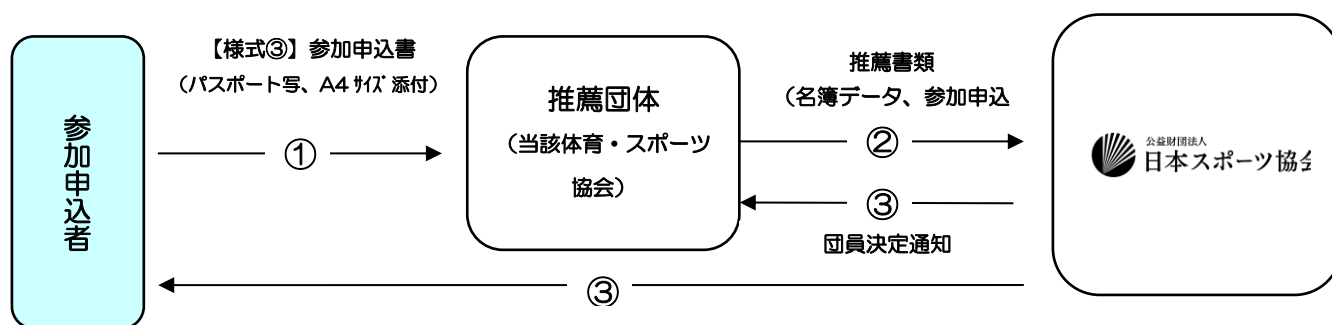 参加申込者
【様式③】参加申込書
（パスポート写、A4 ｻｲｽﾞ 添付）
①
推薦団体
（当該体育・スポーツ
協会）
推薦書類
（名簿データ、参加申込
②
③
団員決定通知
公益財団法人
日本スポーツ協会
③